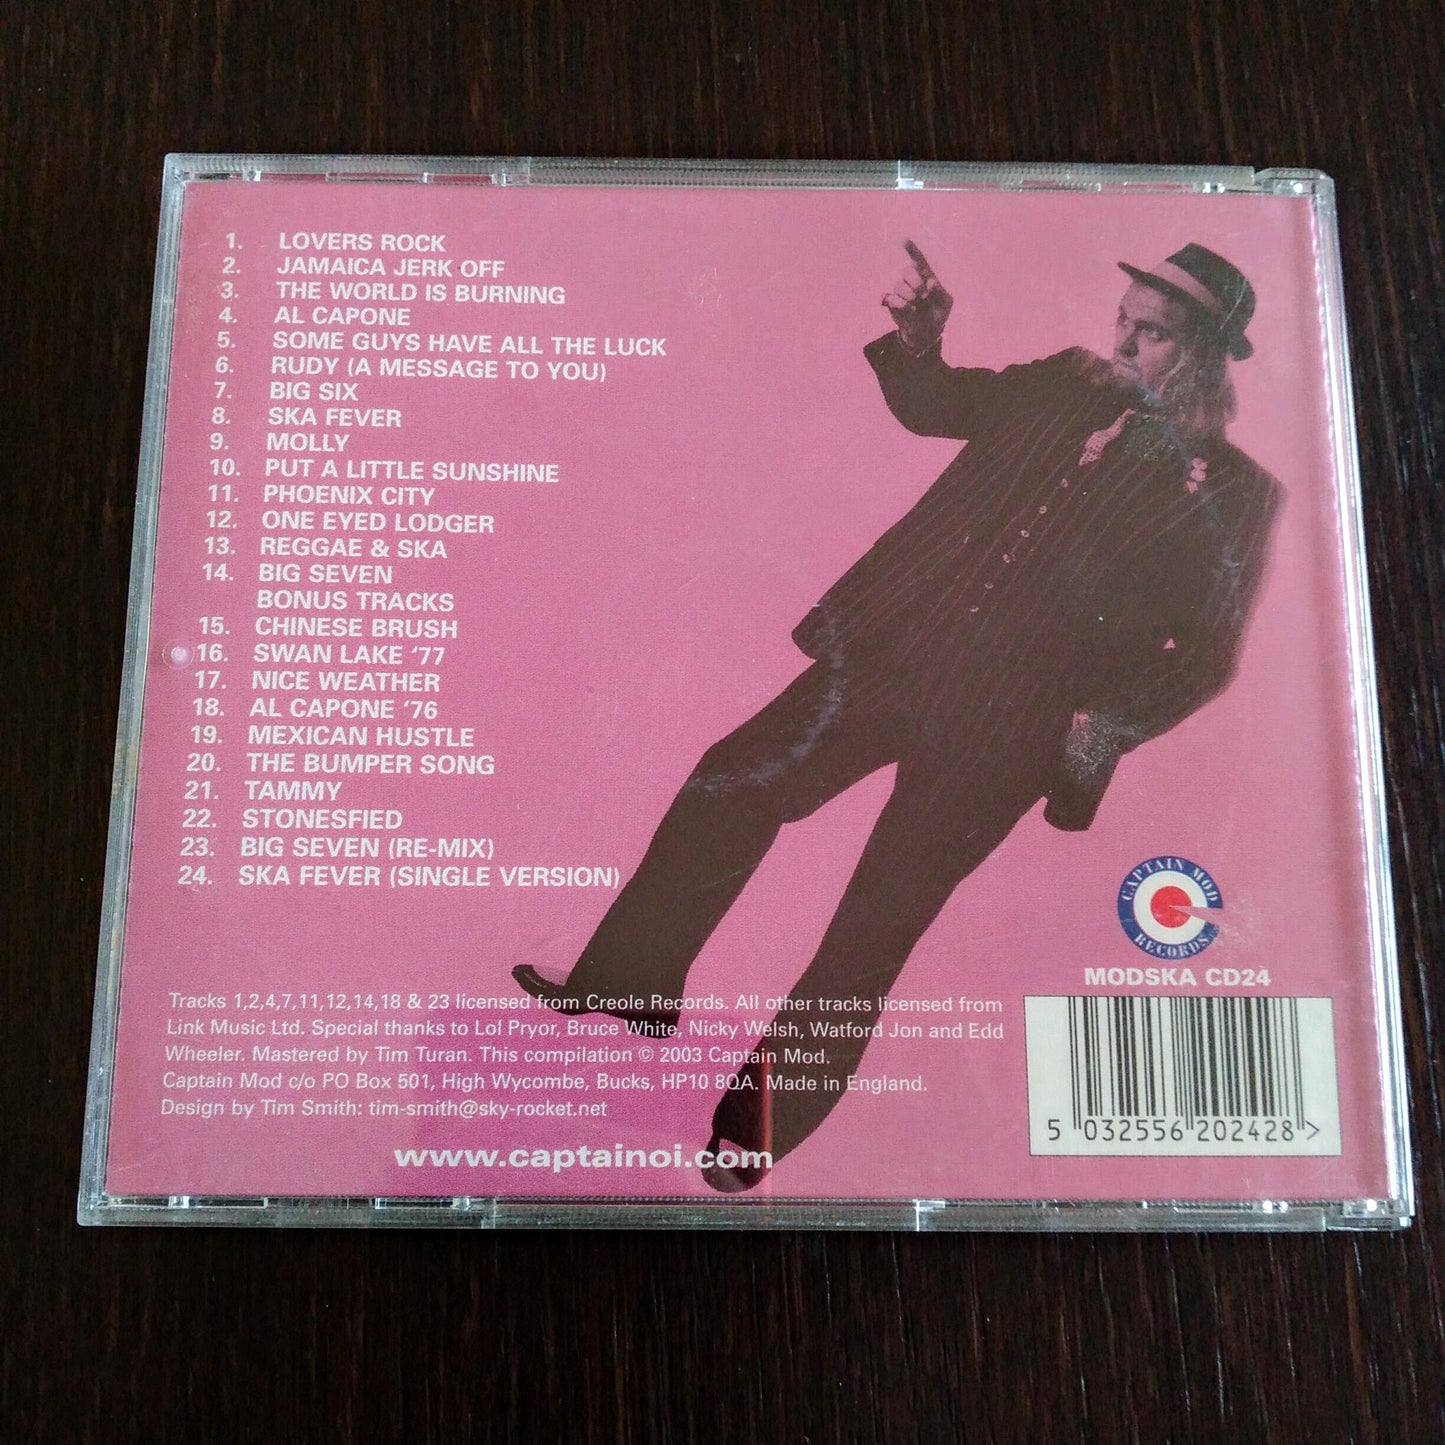 1. LOVERS ROCK
2. JAMAICA JERK OFF
3. THE WORLD IS BURNING
4. AL CAPONE
5. SOME GUYS HAVE ALL THE LUCK
6. RUDY (A MESSAGE TO YOU)
7. BIG SIX
8. SKA FEVER
9. MOLLY
10. PUT A LITTLE SUNSHINE
11. PHOENIX CITY
12. ONE EYED LODGER
13. REGGAE & SKA
14. BIG SEVEN
BONUS TRACKS
15. CHINESE BRUSH
16. SWAN LAKE ‘77
17. NICE WEATHER
18. AL CAPONE ‘76
19. MEXICAN HUSTLE
20. THE BUMPER SONG
21. TAMMY
22. STONESFIED
23. BIG SEVEN (RE-MIX)
24. SKA FEVER (SINGLE VERSION)
Tracks 1,2,4,7,11,12,14,18 & 23 licensed from Creole Records. All other tracks licensed from
Link Music Ltd. Special thanks to Lol Pryor, Bruce White, Nicky Welsh, Watford Jon and Edd
Wheeler. Mastered by Tim Turan. This compilation © 2003 Captain Mod.
Captain Mod c/o PO Box 501, High Wycombe, Bucks, HP10 8QA. Made in England.
Design by Tim Smith: tim-smith@sky-rocket.net
www.captainoi.com
CAPTAIN MOD
RECORDS
MODSKA CD24
5 032556 202428 >